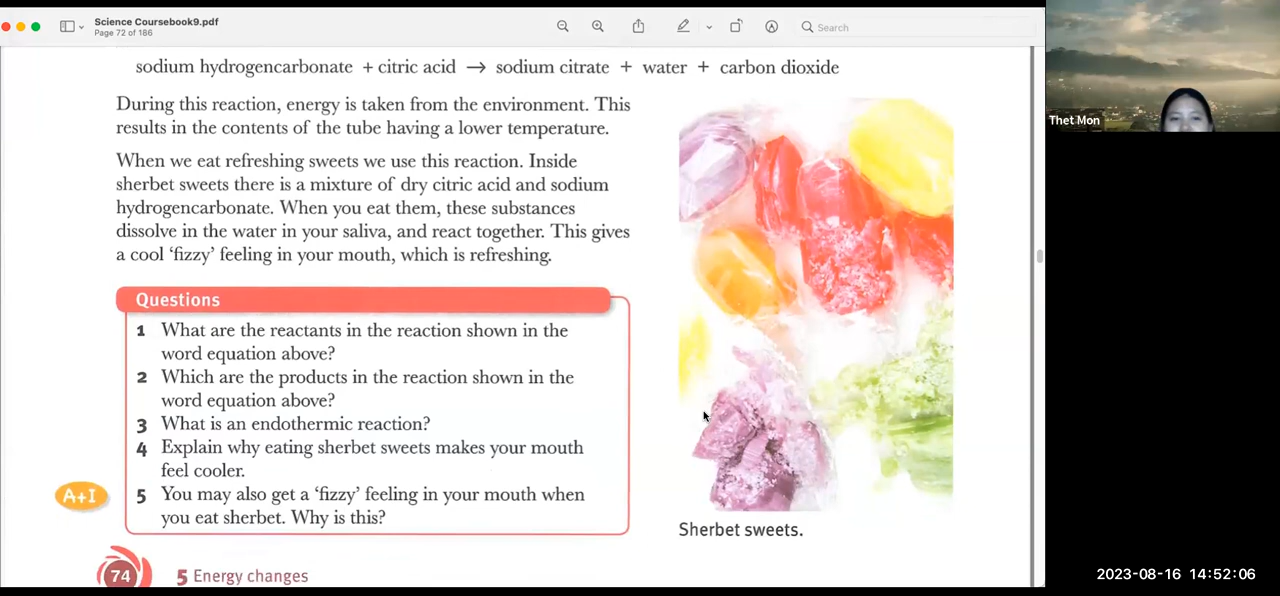 Science Coursebook9.pdf
Page 72 of 186
Search
sodium hydrogencarbonate + citric acid → sodium citrate + water + carbon dioxide
During this reaction, energy is taken from the environment. This
results in the contents of the tube having a lower temperature.
When we eat refreshing sweets we use this reaction. Inside
sherbet sweets there is a mixture of dry citric acid and sodium
hydrogencarbonate. When you eat them, these substances
dissolve in the water in your saliva, and react together. This gives
a cool ‘fizzy’ feeling in your mouth, which is refreshing.
Questions
1 What are the reactants in the reaction shown in the
word equation above?
2 Which are the products in the reaction shown in the
word equation above?
3 What is an endothermic reaction?
4 Explain why eating sherbet sweets makes your mouth
feel cooler.
A+I
5 You may also get a ‘fizzy’ feeling in your mouth when
you eat sherbet. Why is this?
Sherbet sweets.
74 5 Energy changes
Thet Mon
2023-08-16 14:52:06